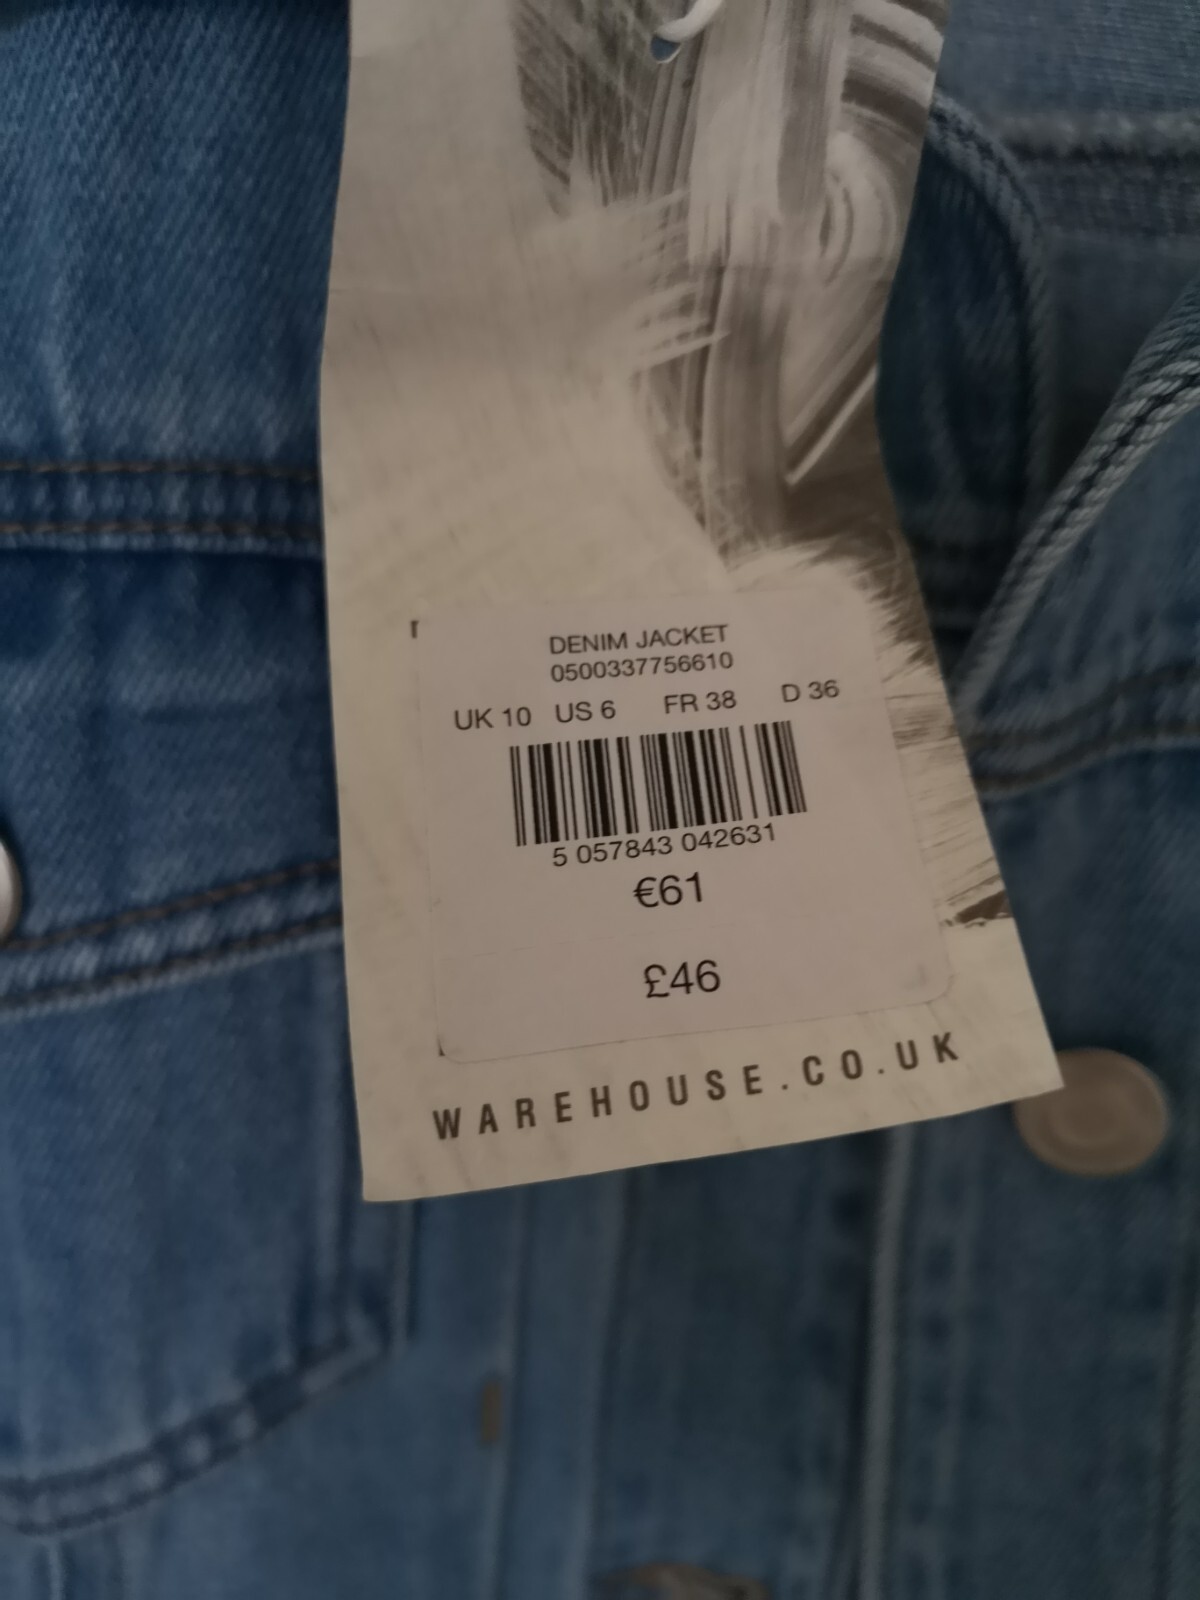 DENIM JACKET
0500337756610
UK 10 US 6 FR 38 D 36
5 057843 042631
€61
£46
WAREHOUSE.CO.UK